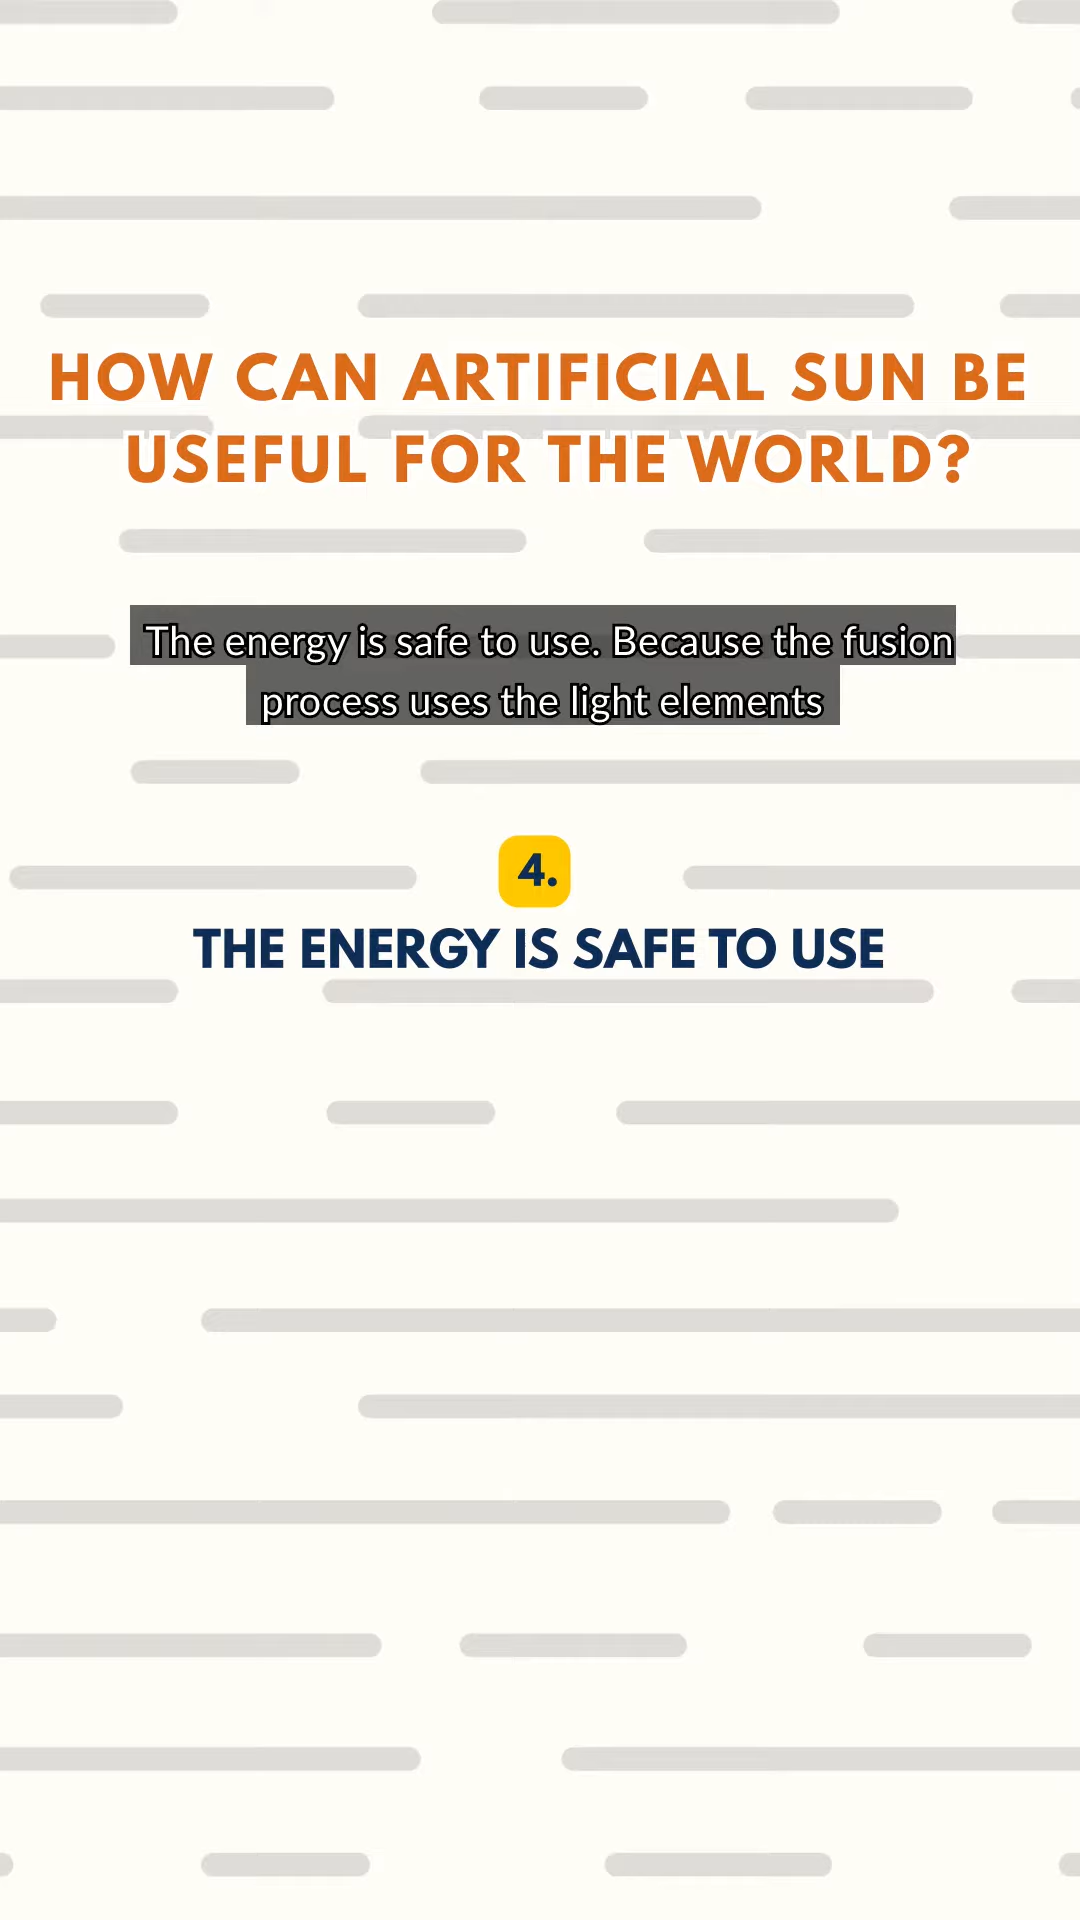 HOW CAN ARTIFICIAL SUN BE
USEFUL FOR THE WORLD?
The energy is safe to use. Because the fusion
process uses the light elements
4.
THE ENERGY IS SAFE TO USE